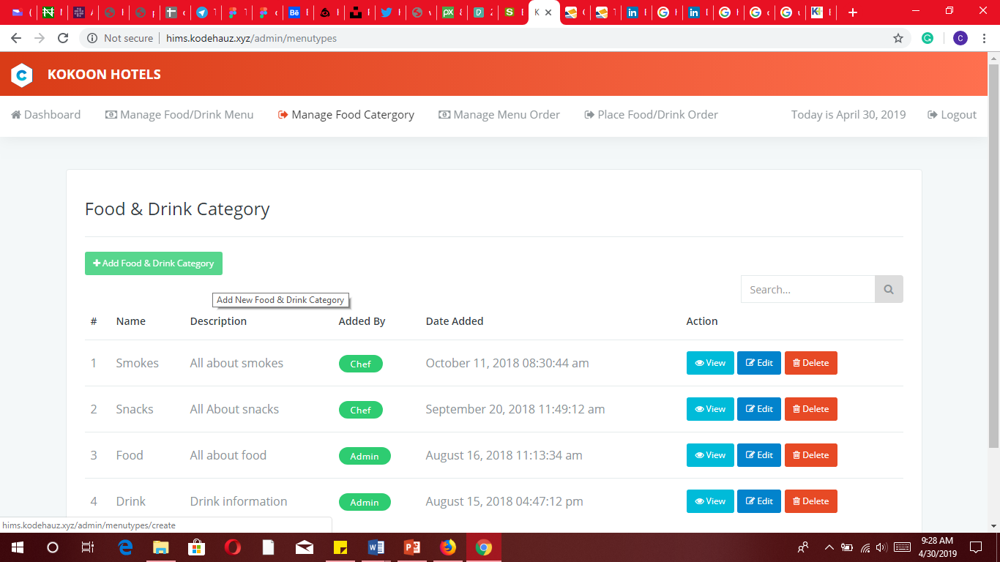 Not secure | hims.kodehauz.xyz/admin/menutypes
KOKOON HOTELS
Dashboard Manage Food/Drink Menu Manage Food Catergory Manage Menu Order Place Food/Drink Order Today is April 30, 2019 Logout
Food & Drink Category
Add Food & Drink Category
Search...
Add New Food & Drink Category
# Name Description Added By Date Added Action
1 Smokes All about smokes Chef October 11, 2018 08:30:44 am View Edit Delete
2 Snacks All About snacks Chef September 20, 2018 11:49:12 am View Edit Delete
3 Food All about food Admin August 16, 2018 11:13:34 am View Edit Delete
4 Drink Drink information Admin August 15, 2018 04:47:12 pm View Edit Delete
hims.kodehauz.xyz/admin/menutypes/create
9:28 AM
4/30/2019